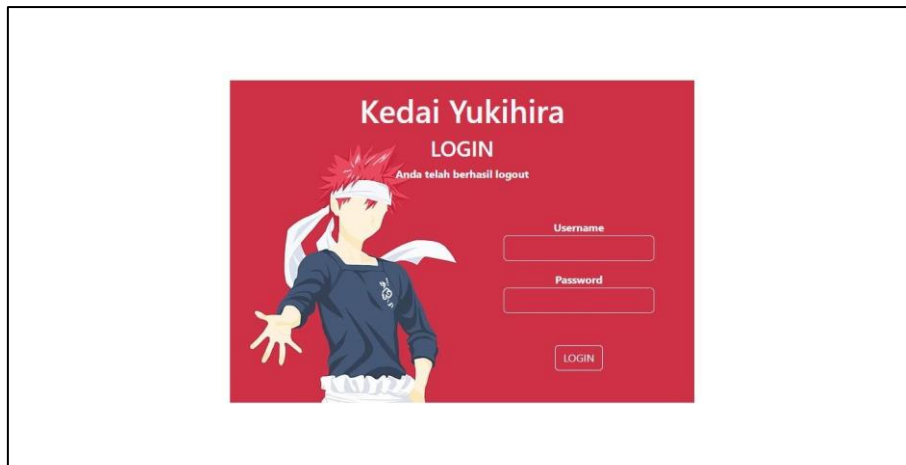 Kedai Yukihira
LOGIN
Anda telah berhasil logout
Username
Password
LOGIN